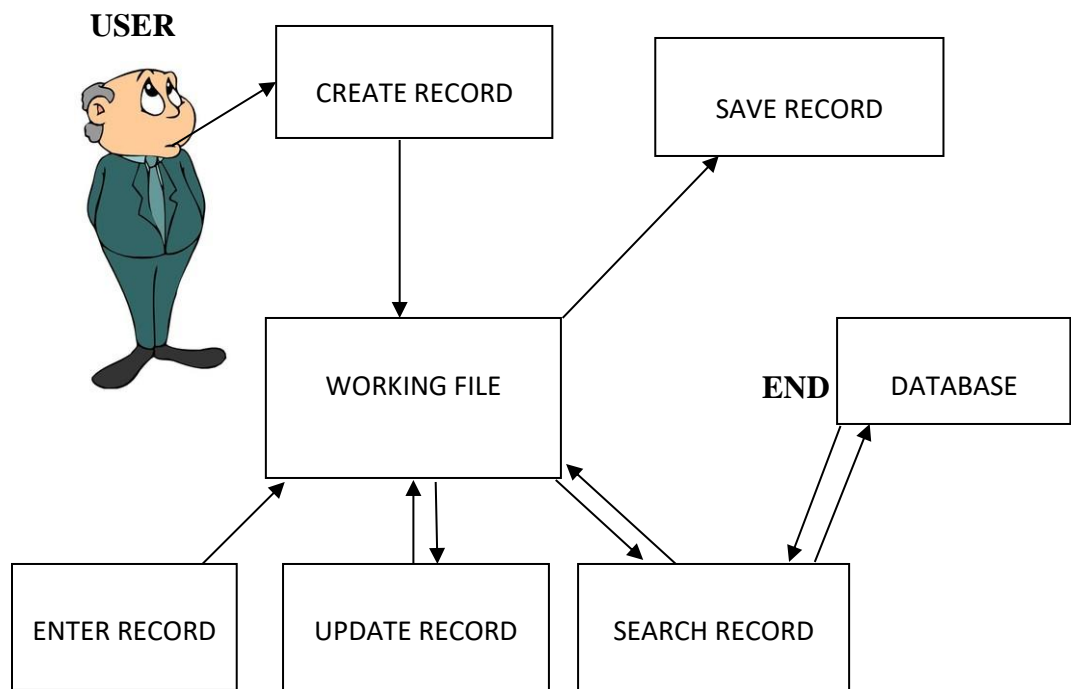 USER
CREATE RECORD
SAVE RECORD
WORKING FILE
END
DATABASE
ENTER RECORD
UPDATE RECORD
SEARCH RECORD